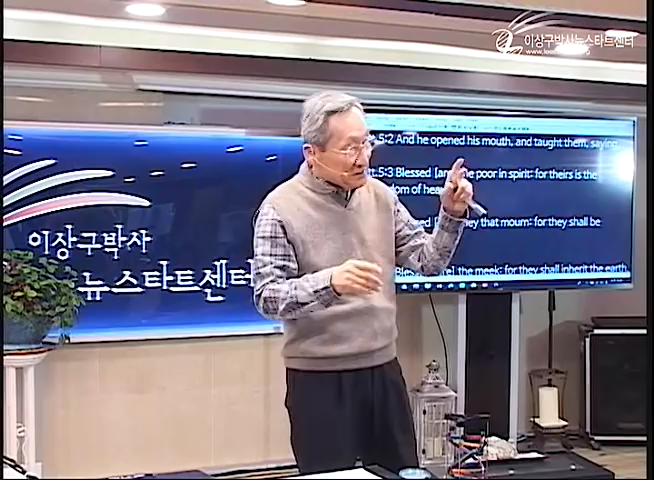 이상구박사뉴스타트센터
5:2 And he opened his mouth, and taught them, saying,
5:3 Blessed [are] the poor in spirit: for theirs is the
이상구박사
뉴스타트센터
they that mourn: for they shall be
the meek: for they shall inherit the earth